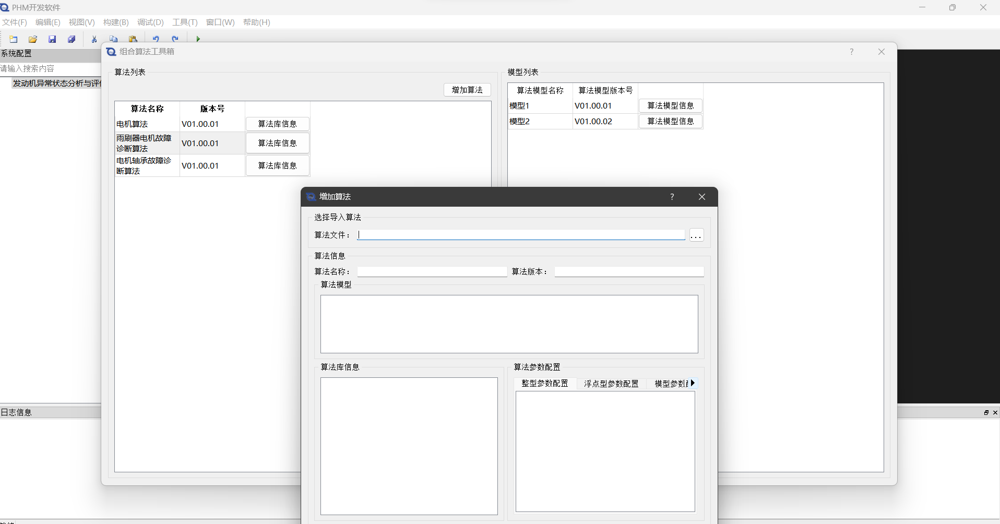 PHM开发软件
文件(F) 编辑(E) 视图(V) 构建(B) 调试(D) 工具(T) 窗口(W) 帮助(H)
系统配置
请输入搜索内容
发动机异常状态分析与评
组合算法工具箱
?
算法列表
增加算法
算法名称 版本号
电机算法 V01.00.01 算法库信息
雨刷器电机故障
诊断算法
V01.00.01 算法库信息
电机轴承故障诊
断算法
V01.00.01 算法库信息
模型列表
算法模型名称 算法模型版本号
模型1 V01.00.01 算法模型信息
模型2 V01.00.02 算法模型信息
增加算法
?
选择导入算法
算法文件： ...
算法信息
算法名称： 算法版本：
算法模型
算法库信息
算法参数配置
整型参数配置 浮点型参数配置 模型参数
日志信息